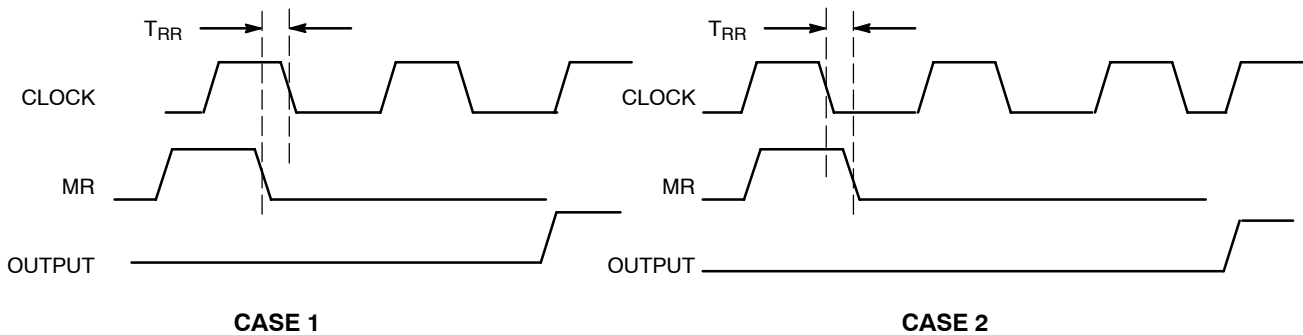 T_RR T_RR
CLOCK CLOCK
MR MR
OUTPUT OUTPUT
CASE 1 CASE 2